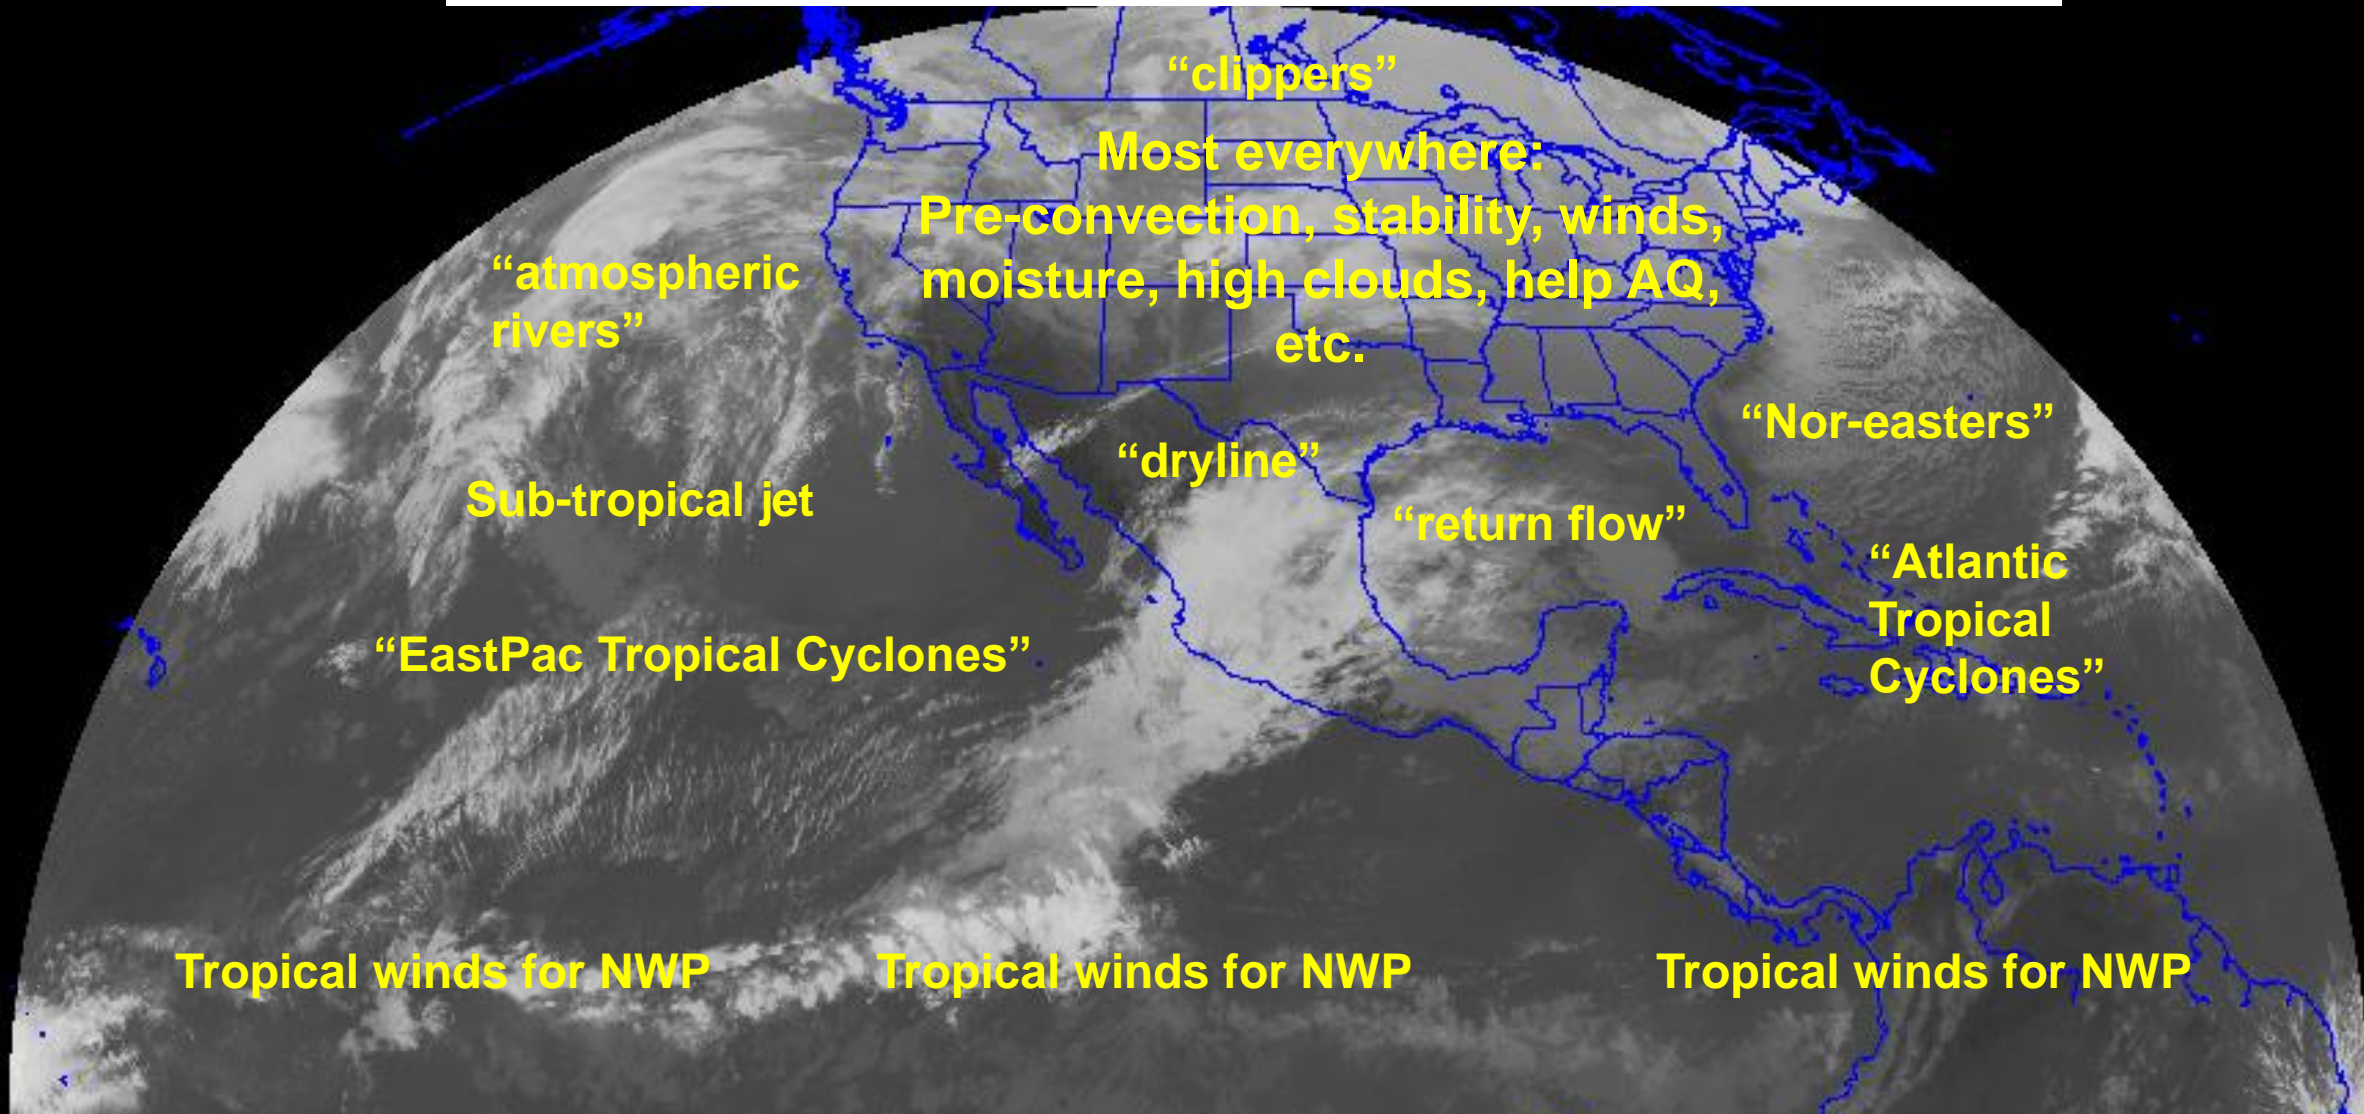 “clippers”
Most everywhere:
Pre-convection, stability, winds,
moisture, high clouds, help AQ,
etc.
“atmospheric
rivers”
“Nor-easters”
“dryline”
Sub-tropical jet
“return flow”
“Atlantic
Tropical
Cyclones”
“EastPac Tropical Cyclones”
Tropical winds for NWP
Tropical winds for NWP
Tropical winds for NWP